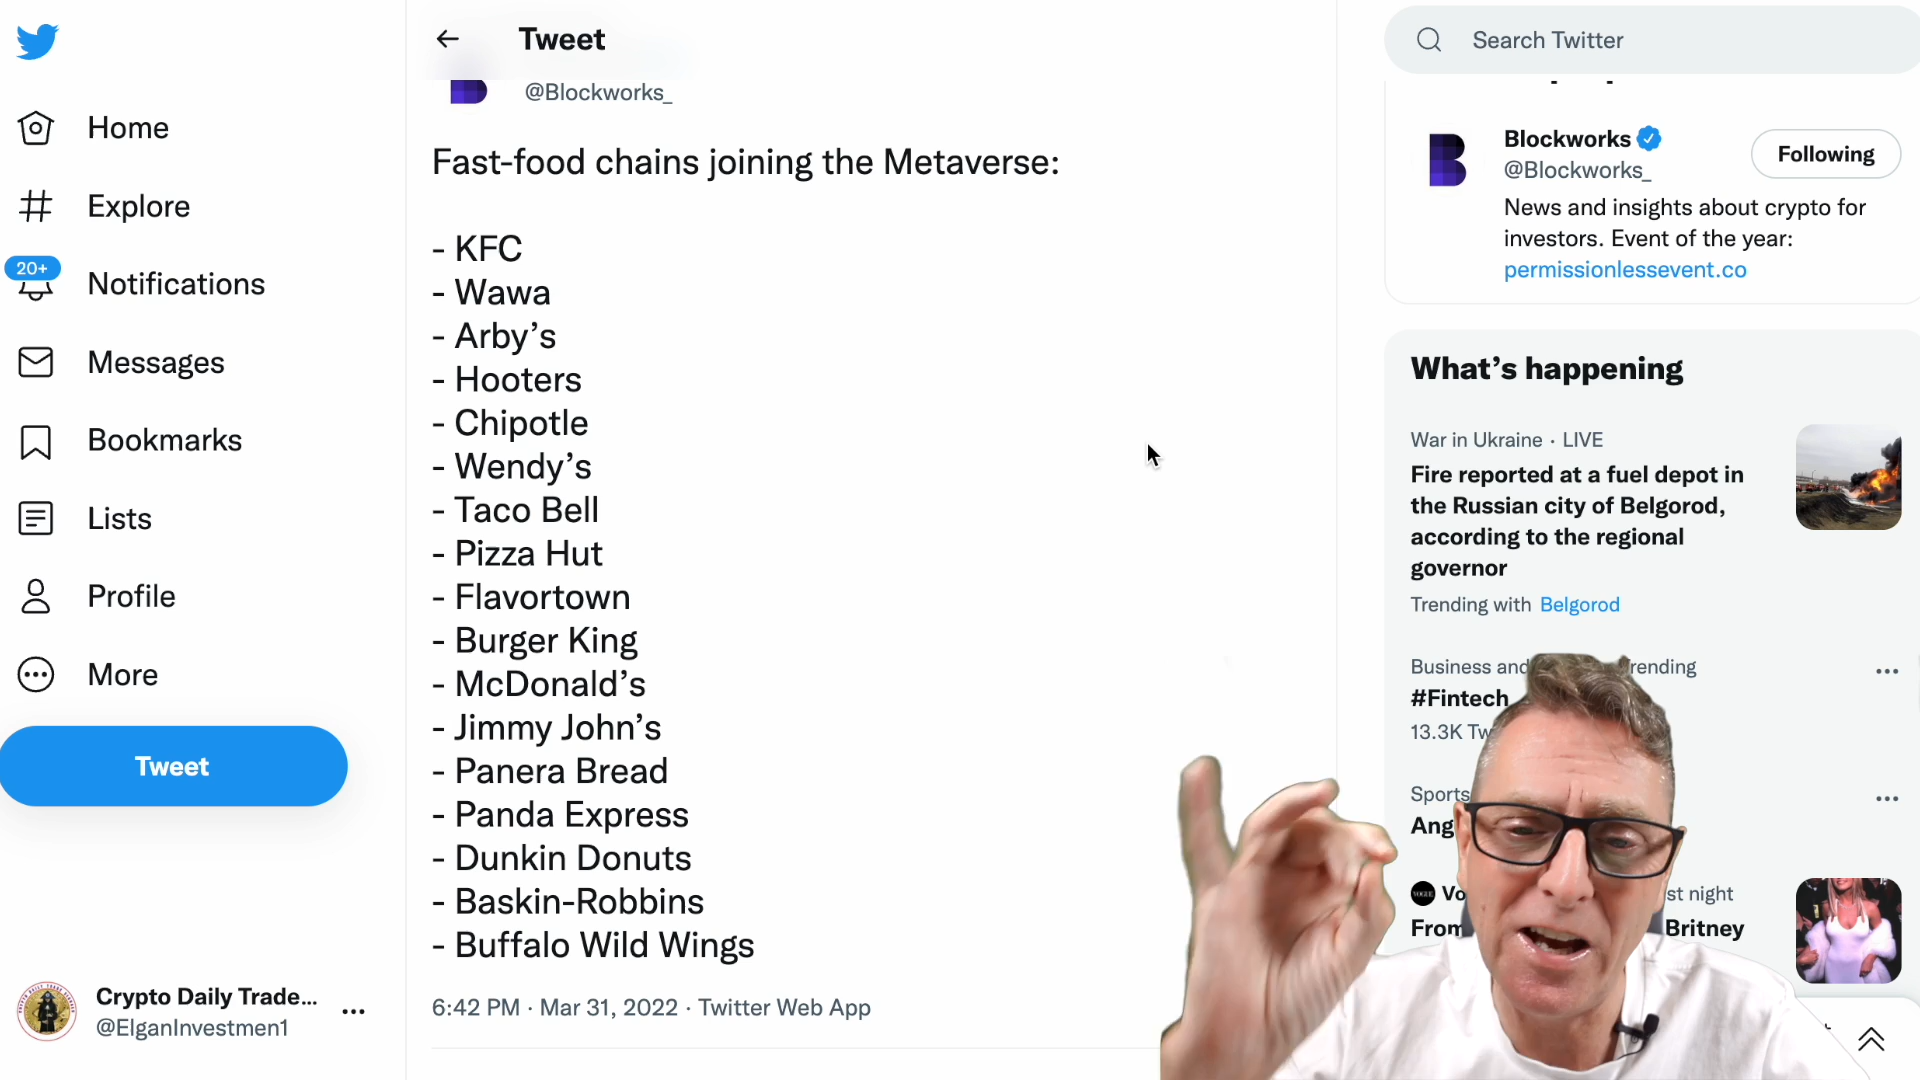 Home
Explore
20+
Notifications
Messages
Bookmarks
Lists
Profile
More
Tweet
Crypto Daily Trade...
@ElganInvestmen1
Tweet
@Blockworks_
Fast-food chains joining the Metaverse:
- KFC
- Wawa
- Arby’s
- Hooters
- Chipotle
- Wendy’s
- Taco Bell
- Pizza Hut
- Flavortown
- Burger King
- McDonald’s
- Jimmy John’s
- Panera Bread
- Panda Express
- Dunkin Donuts
- Baskin-Robbins
- Buffalo Wild Wings
6:42 PM · Mar 31, 2022 · Twitter Web App
Search Twitter
Blockworks
@Blockworks_
Following
News and insights about crypto for
investors. Event of the year:
permissionlessevent.co
What’s happening
War in Ukraine · LIVE
Fire reported at a fuel depot in
the Russian city of Belgorod,
according to the regional
governor
Trending with Belgorod
Business and
#Fintech
13.3K
Sports
night
From Britney